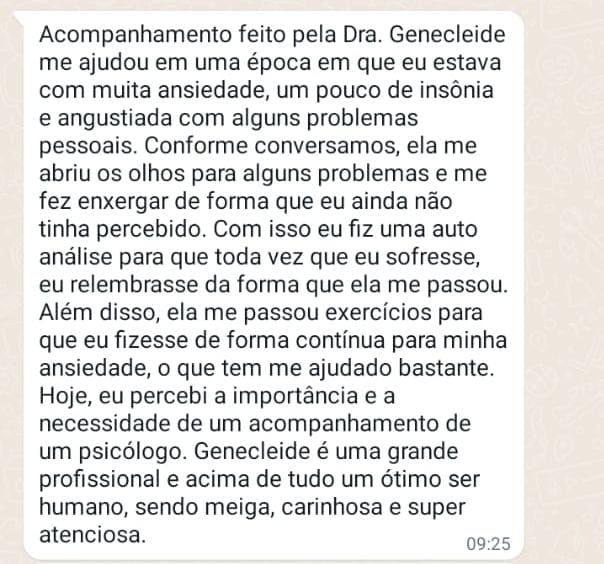 Acompanhamento feito pela Dra. Genecleide
me ajudou em uma época em que eu estava
com muita ansiedade, um pouco de insônia
e angustiada com alguns problemas
pessoais. Conforme conversamos, ela me
abriu os olhos para alguns problemas e me
fez enxergar de forma que eu ainda não
tinha percebido. Com isso eu fiz uma auto
análise para que toda vez que eu sofresse,
eu relembrasse da forma que ela me passou.
Além disso, ela me passou exercícios para
que eu fizesse de forma contínua para minha
ansiedade, o que tem me ajudado bastante.
Hoje, eu percebi a importância e a
necessidade de um acompanhamento de
um psicólogo. Genecleide é uma grande
profissional e acima de tudo um ótimo ser
humano, sendo meiga, carinhosa e super
atenciosa.
09:25